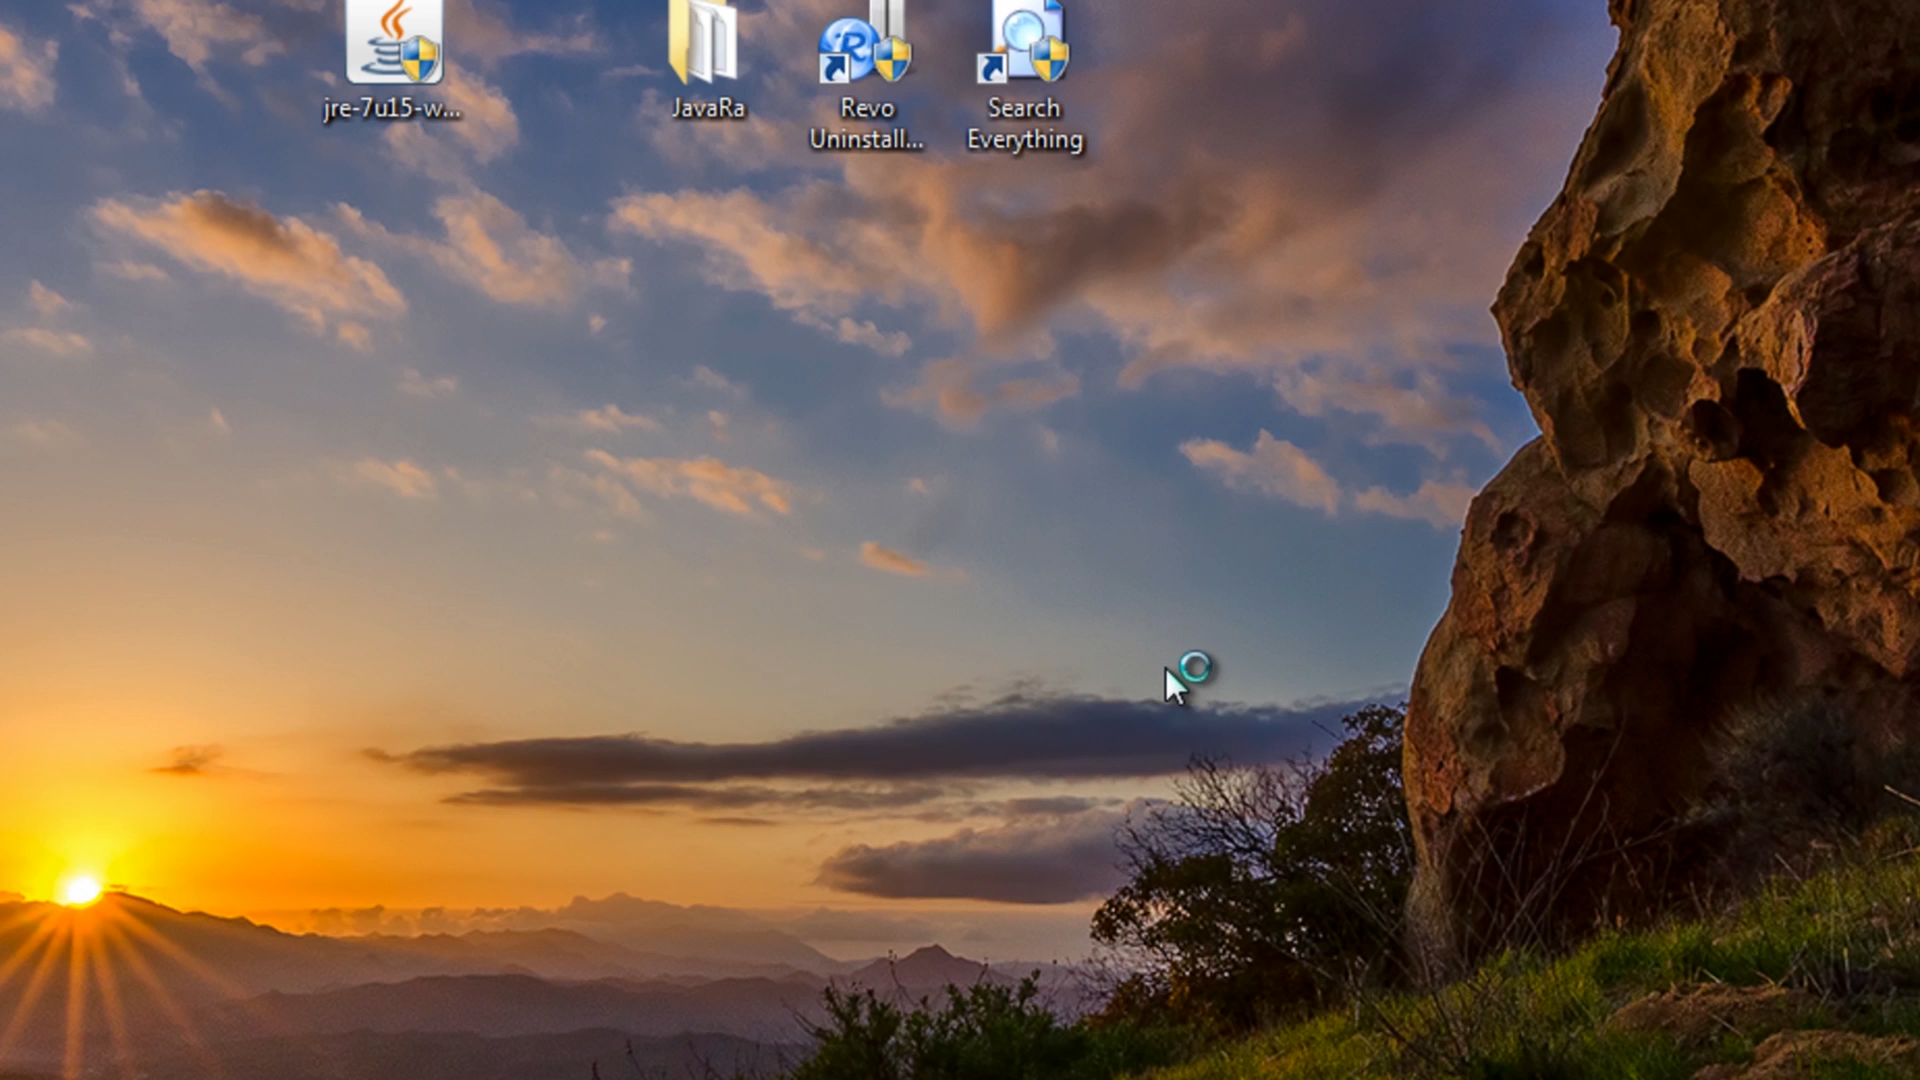 jre-7u15-w...
JavaRa
Revo
Uninstall...
Search
Everything